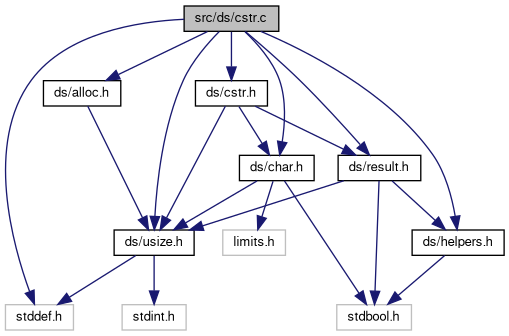 src/ds/cstr.c
ds/alloc.h
ds/cstr.h
ds/char.h
ds/result.h
ds/usize.h
limits.h
ds/helpers.h
stddef.h
stdint.h
stdbool.h